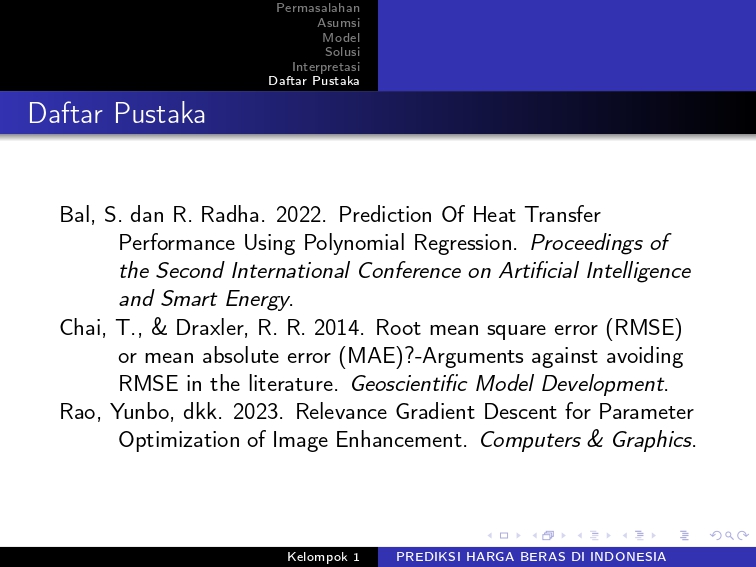 Permasalahan
Asumsi
Model
Solusi
Interpretasi
Daftar Pustaka
Daftar Pustaka
Bal, S. dan R. Radha. 2022. Prediction Of Heat Transfer
Performance Using Polynomial Regression. Proceedings of
the Second International Conference on Artificial Intelligence
and Smart Energy.
Chai, T., & Draxler, R. R. 2014. Root mean square error (RMSE)
or mean absolute error (MAE)?-Arguments against avoiding
RMSE in the literature. Geoscientific Model Development.
Rao, Yunbo, dkk. 2023. Relevance Gradient Descent for Parameter
Optimization of Image Enhancement. Computers & Graphics.
Kelompok 1
PREDIKSI HARGA BERAS DI INDONESIA